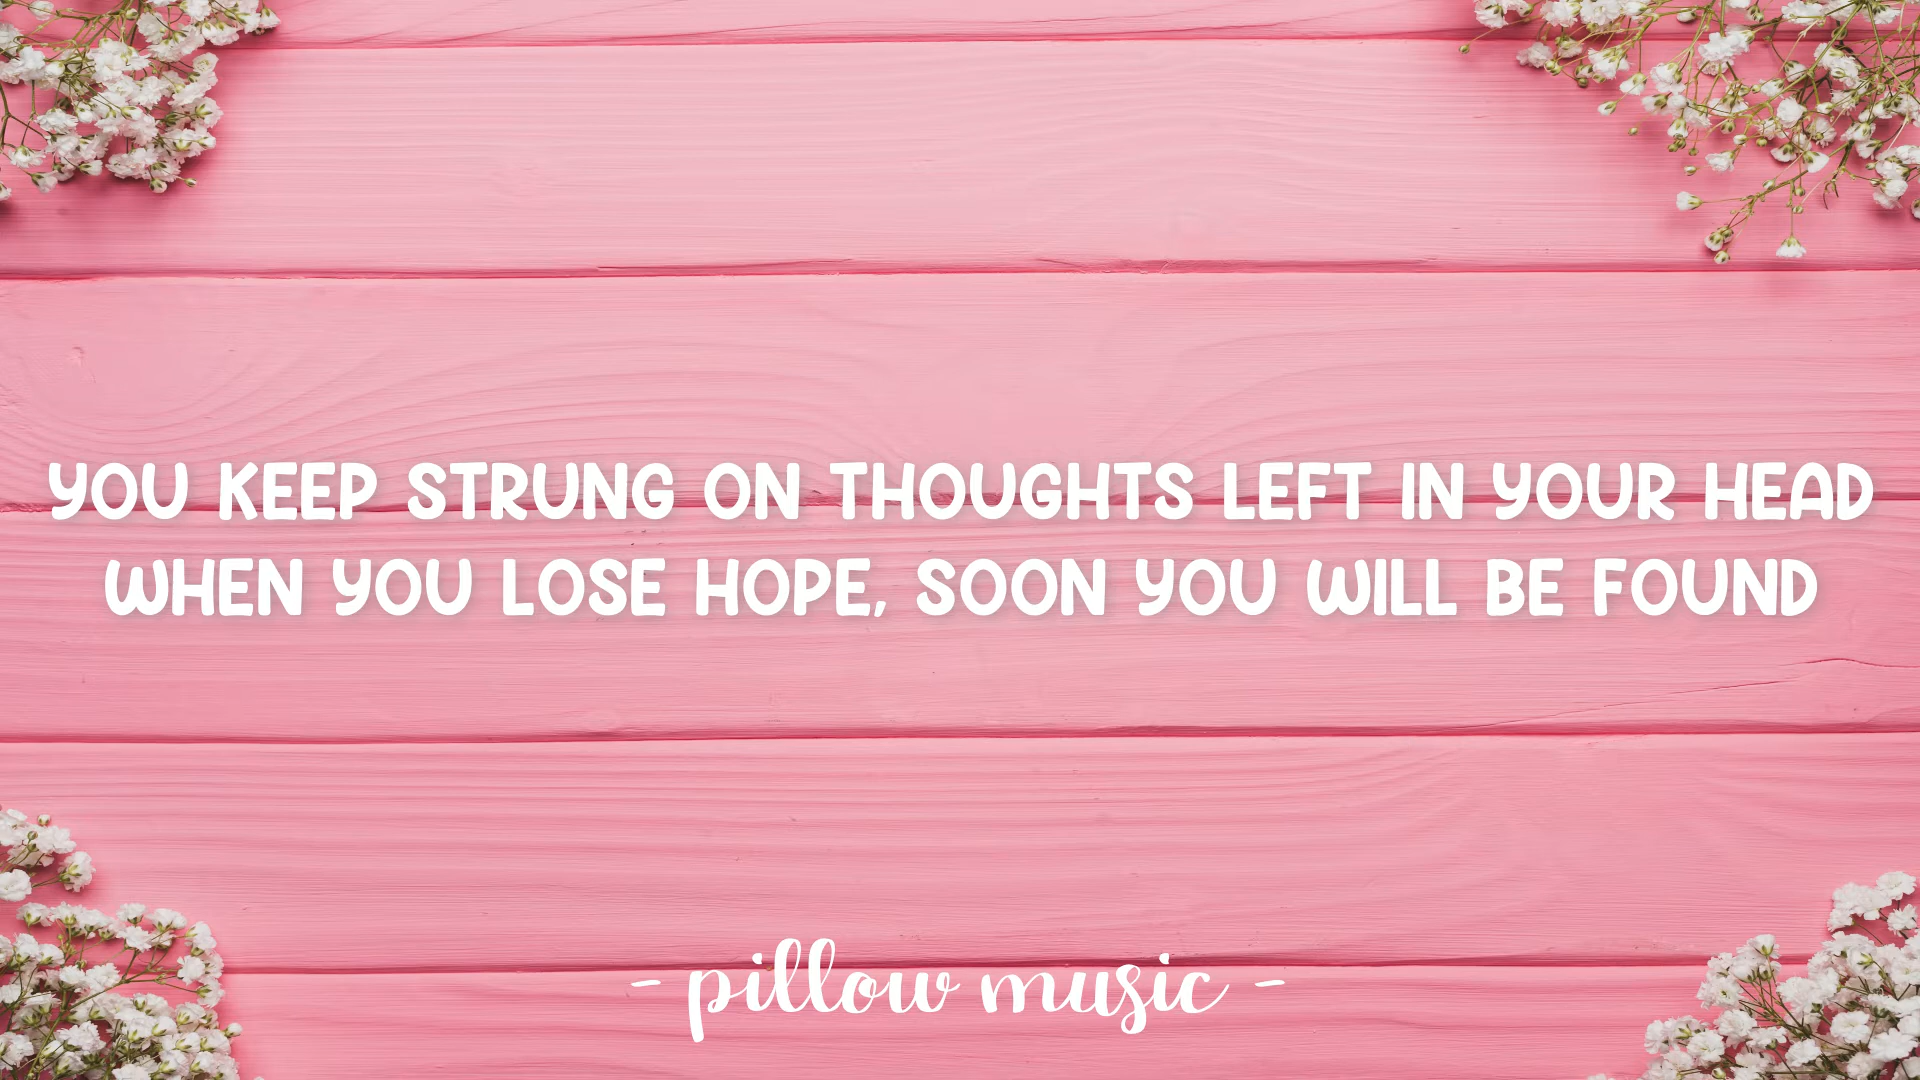 YOU KEEP STRUNG ON THOUGHTS LEFT IN YOUR HEAD
WHEN YOU LOSE HOPE, SOON YOU WILL BE FOUND
- pillow music -